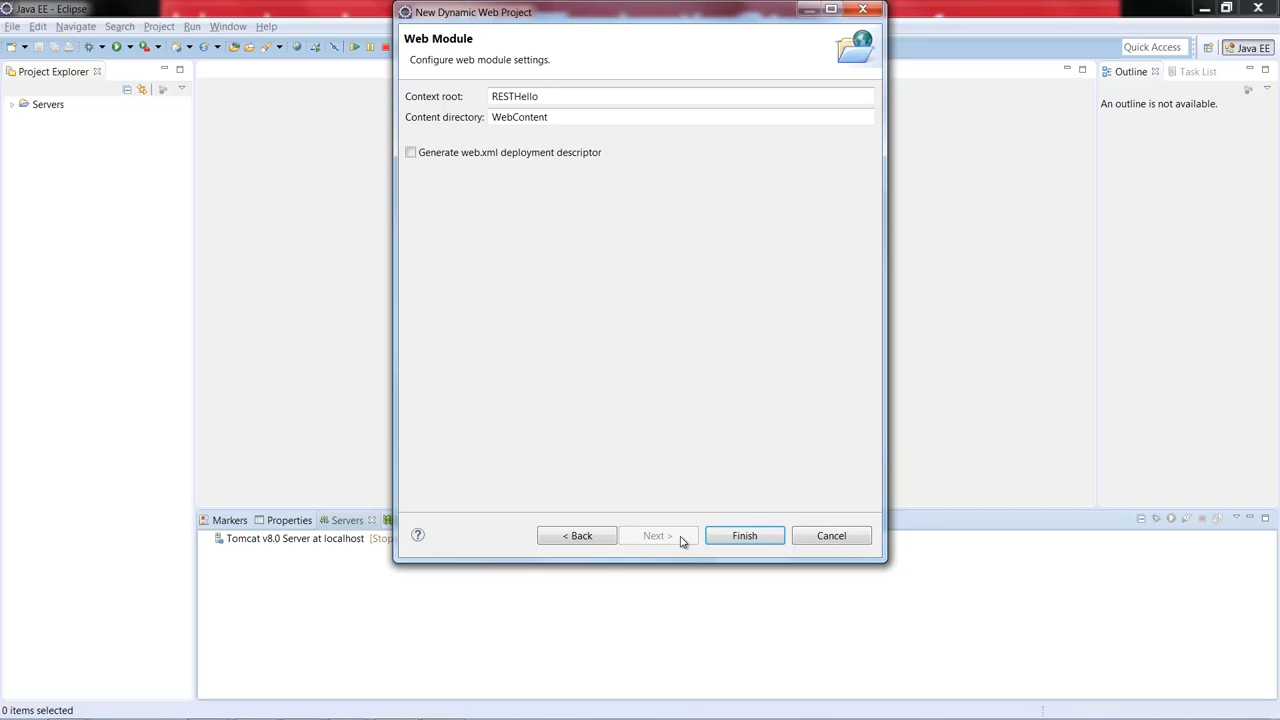 Java EE - Eclipse
New Dynamic Web Project
File Edit Navigate Search Project Run Window Help
Web Module
Configure web module settings.
Quick Access
Java EE
Project Explorer
Outline
Task List
Servers
An outline is not available.
Context root: RESTHello
Content directory: WebContent
Generate web.xml deployment descriptor
Markers
Properties
Servers
< Back
Next >
Finish
Cancel
Tomcat v8.0 Server at localhost [Stop
0 items selected